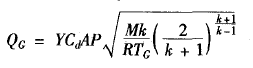 Q_G = YC_dAP√(Mk/RT_G (2/(k + 1))^((k+1)/(k−1)))